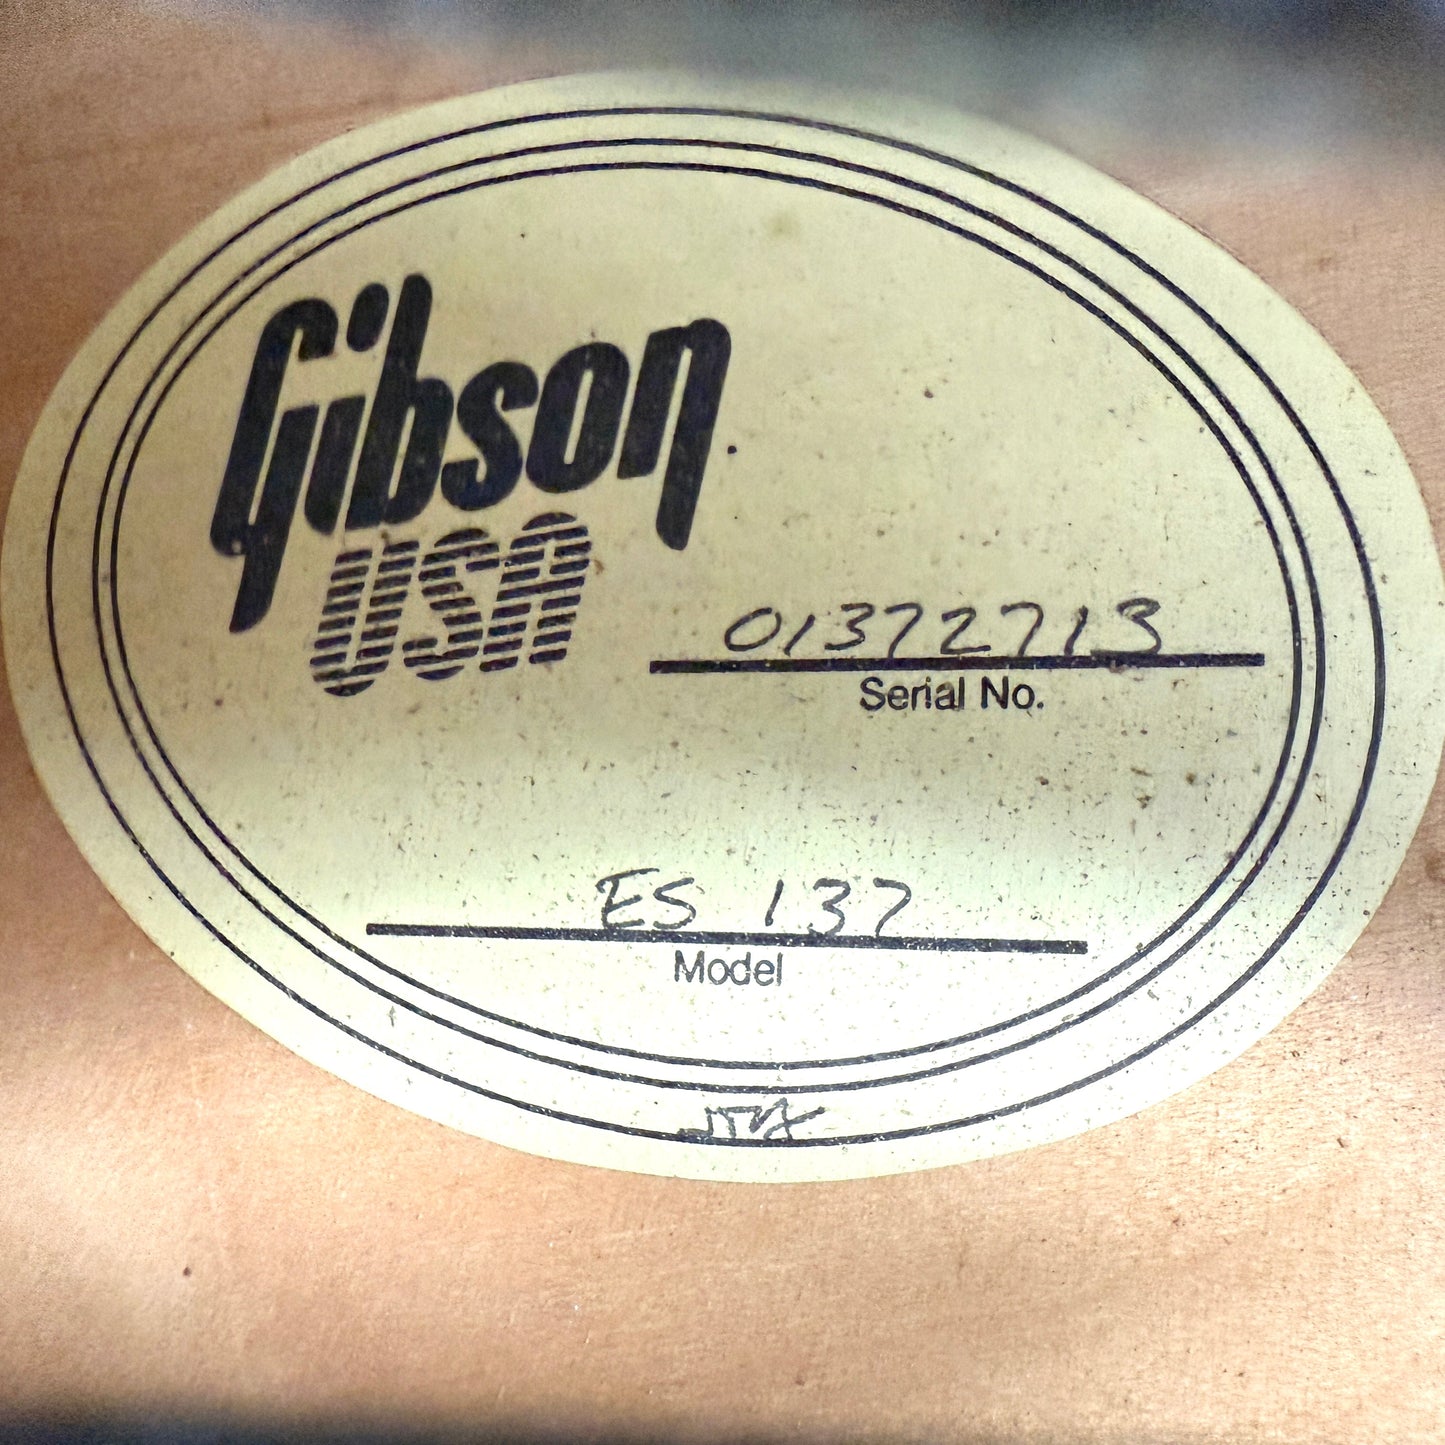 Gibson
USA
01372713
Serial No.
ES 137
Model